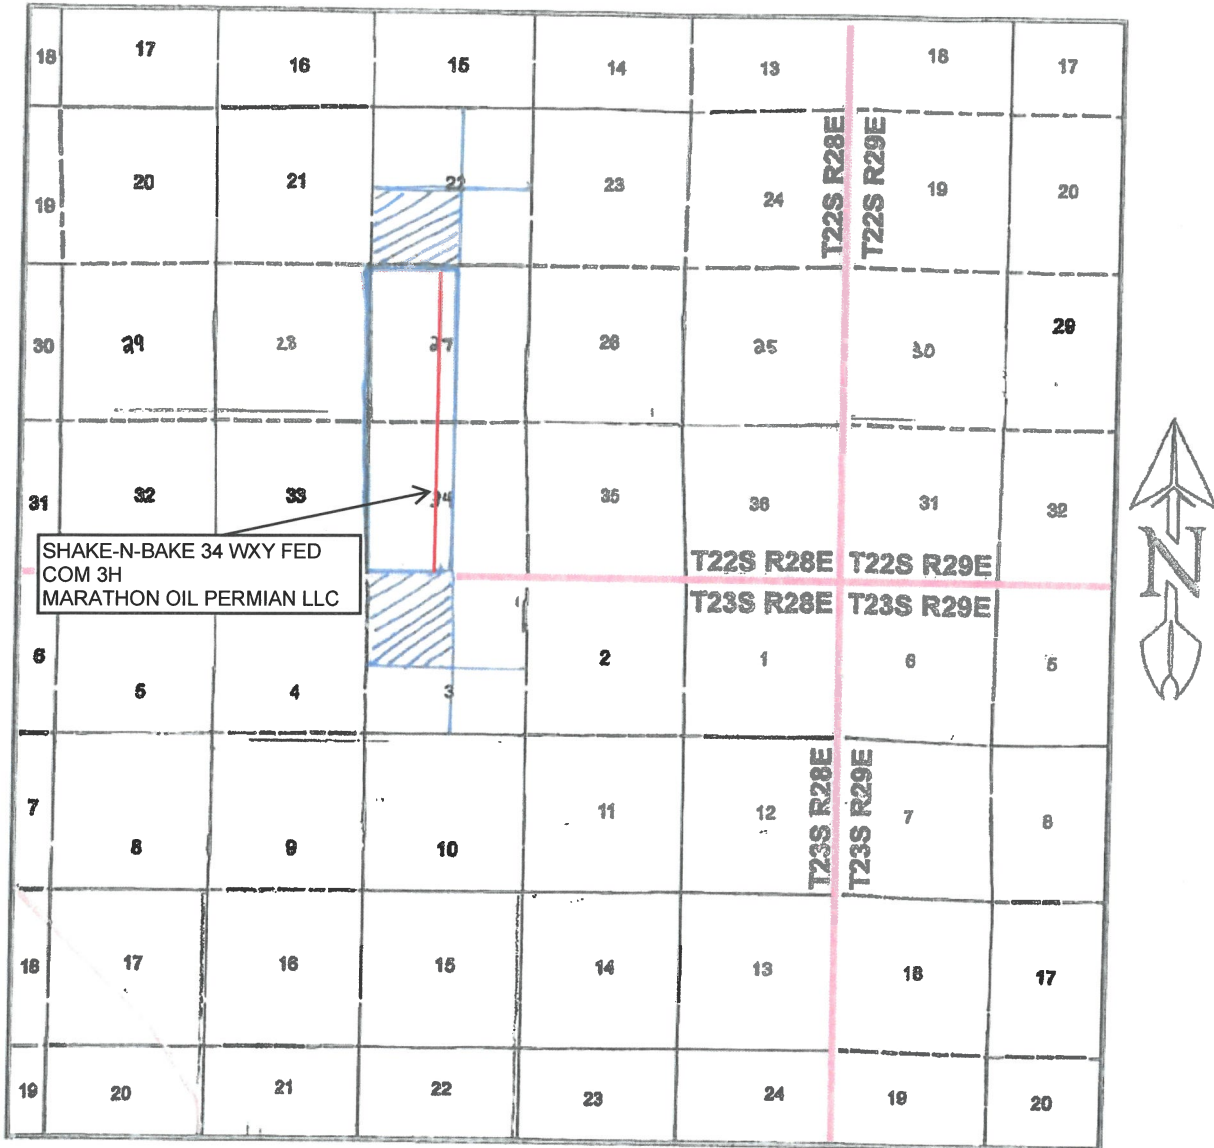 18 17 16 15 14 13 18 17
T22S R28E
T22S R29E
19 20 21 22 23 24 19 20
30 29 28 27 26 25 30 29
31 32 33 34 35 36 31 32
SHAKE-N-BAKE 34 WXY FED
COM 3H
MARATHON OIL PERMIAN LLC
T22S R28E T22S R29E
T23S R28E T23S R29E
6 5 4 3 2 1 6 5
T23S R28E
T23S R29E
7 8 9 10 11 12 7 8
18 17 16 15 14 13 18 17
19 20 21 22 23 24 19 20
N